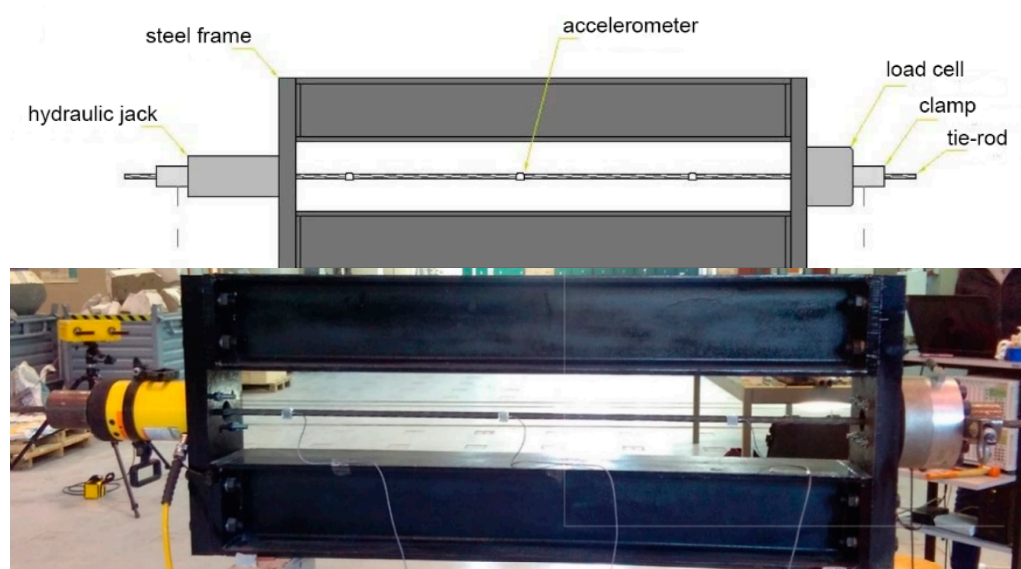 accelerometer
steel frame
load cell
hydraulic jack
clamp
tie-rod